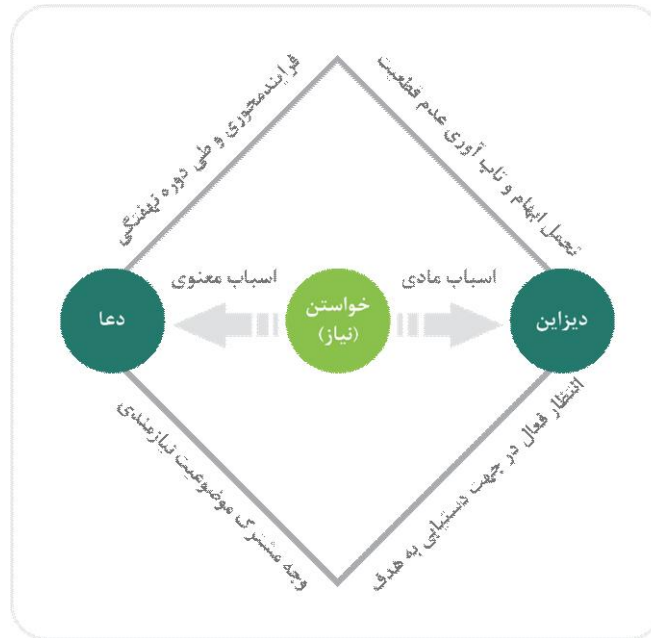 فرایندمحوری و طی دوره نهفتگی
تحمل ابهام و تاب آوری عدم قطعیت
اسباب معنوی
اسباب مادی
دعا
خواستن
(نیاز)
دیزاین
وجه مشترک موضوعیت نیازمندی
انتظار فعال در جهت دستیابی به هدف